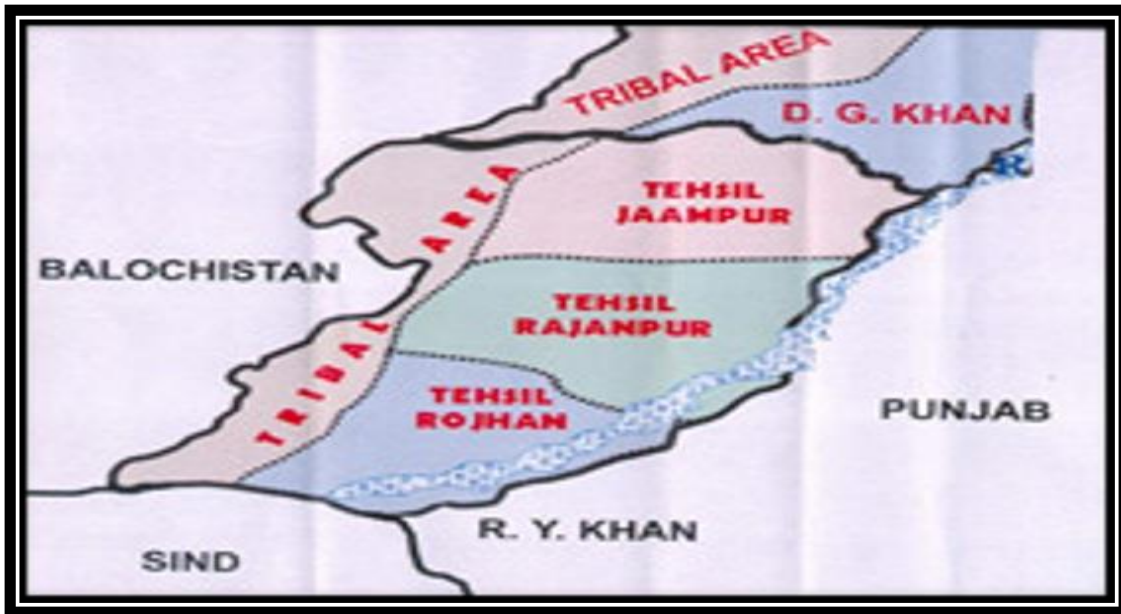 TRIBAL AREA
D. G. KHAN
R
TEHSIL
JAAMPUR
TRIBAL AREA
BALOCHISTAN
TEHSIL
RAJANPUR
TEHSIL
ROJHAN
PUNJAB
R. Y. KHAN
SIND